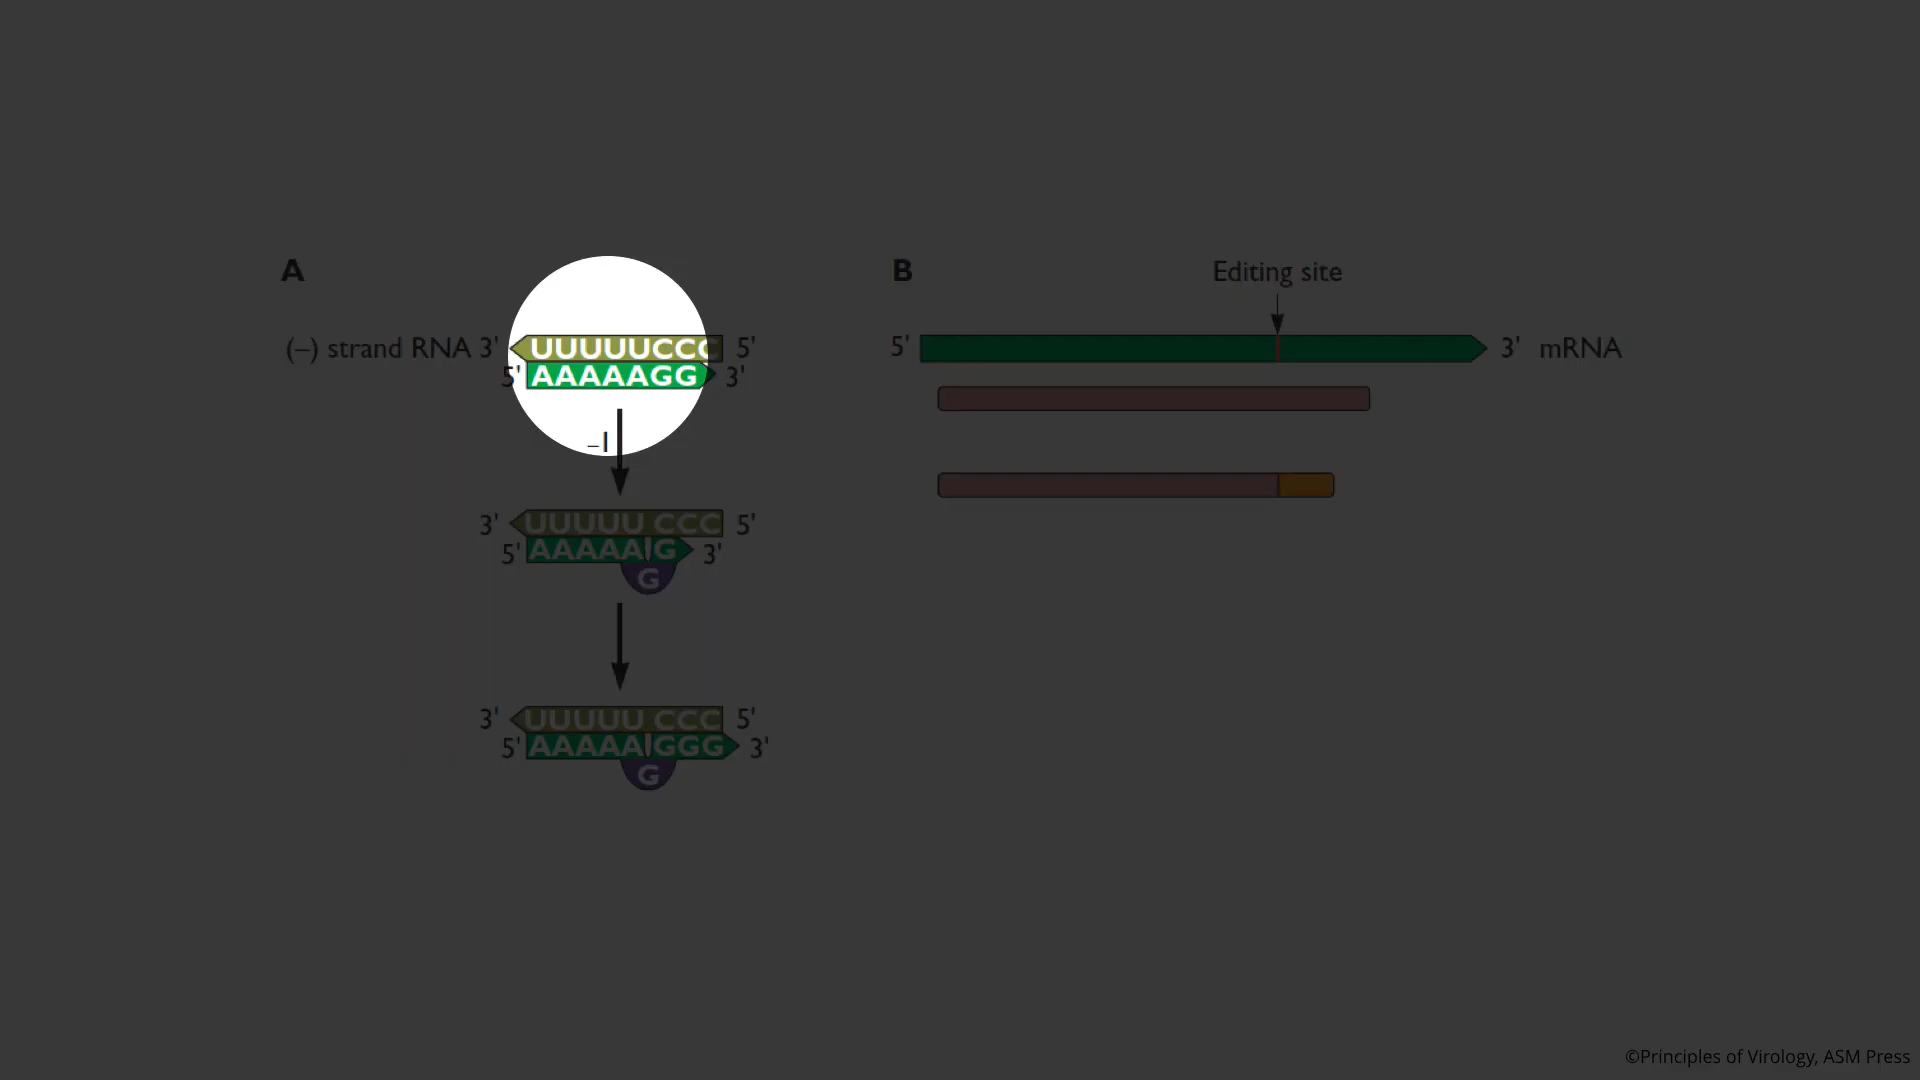 A
(–) strand RNA 3' UUUUUCCC 5'
5' AAAAAGG 3'
–1
3' UUUUU CCC 5'
5' AAAAA G 3'
G
3' UUUUU CCC 5'
5' AAAAA GGG 3'
G
B
Editing site
5' 3' mRNA
©Principles of Virology, ASM Press